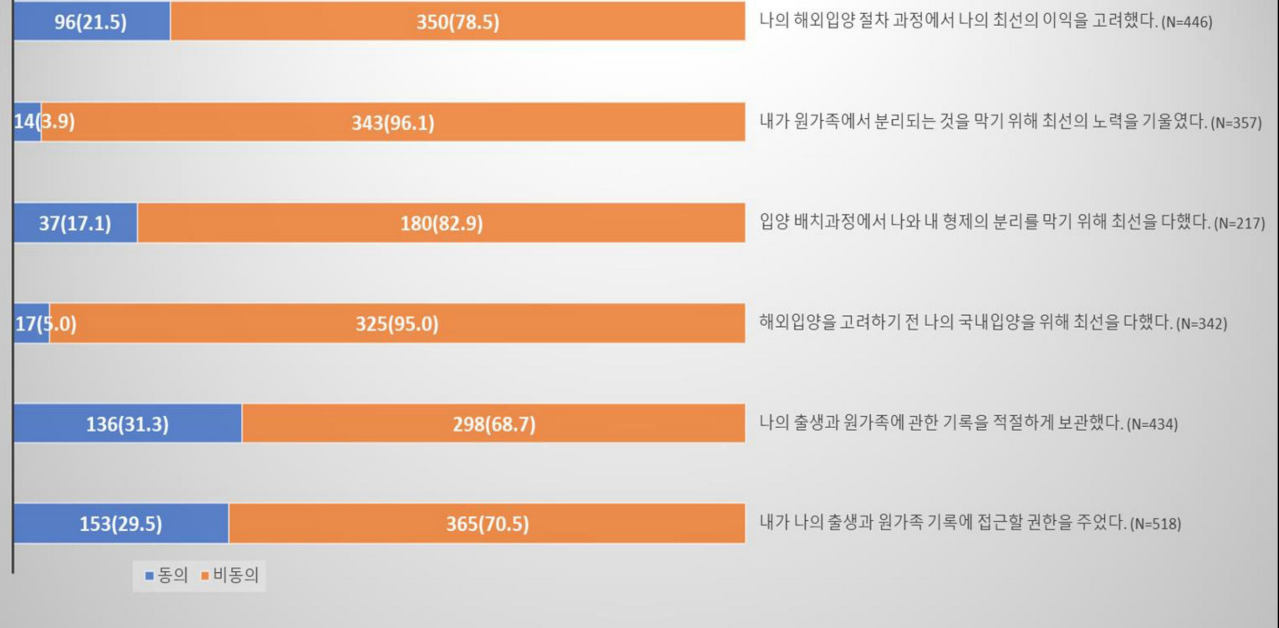 96(21.5) 350(78.5) 나의 해외입양 절차 과정에서 나의 최선의 이익을 고려했다. (N=446)
14(3.9) 343(96.1) 내가 원가족에서 분리되는 것을 막기 위해 최선의 노력을 기울였다. (N=357)
37(17.1) 180(82.9) 입양 배치과정에서 나와 내 형제의 분리를 막기 위해 최선을 다했다. (N=217)
17(5.0) 325(95.0) 해외입양을 고려하기 전 나의 국내입양을 위해 최선을 다했다. (N=342)
136(31.3) 298(68.7) 나의 출생과 원가족에 관한 기록을 적절하게 보관했다. (N=434)
153(29.5) 365(70.5) 내가 나의 출생과 원가족 기록에 접근할 권한을 주었다. (N=518)
동의 비동의